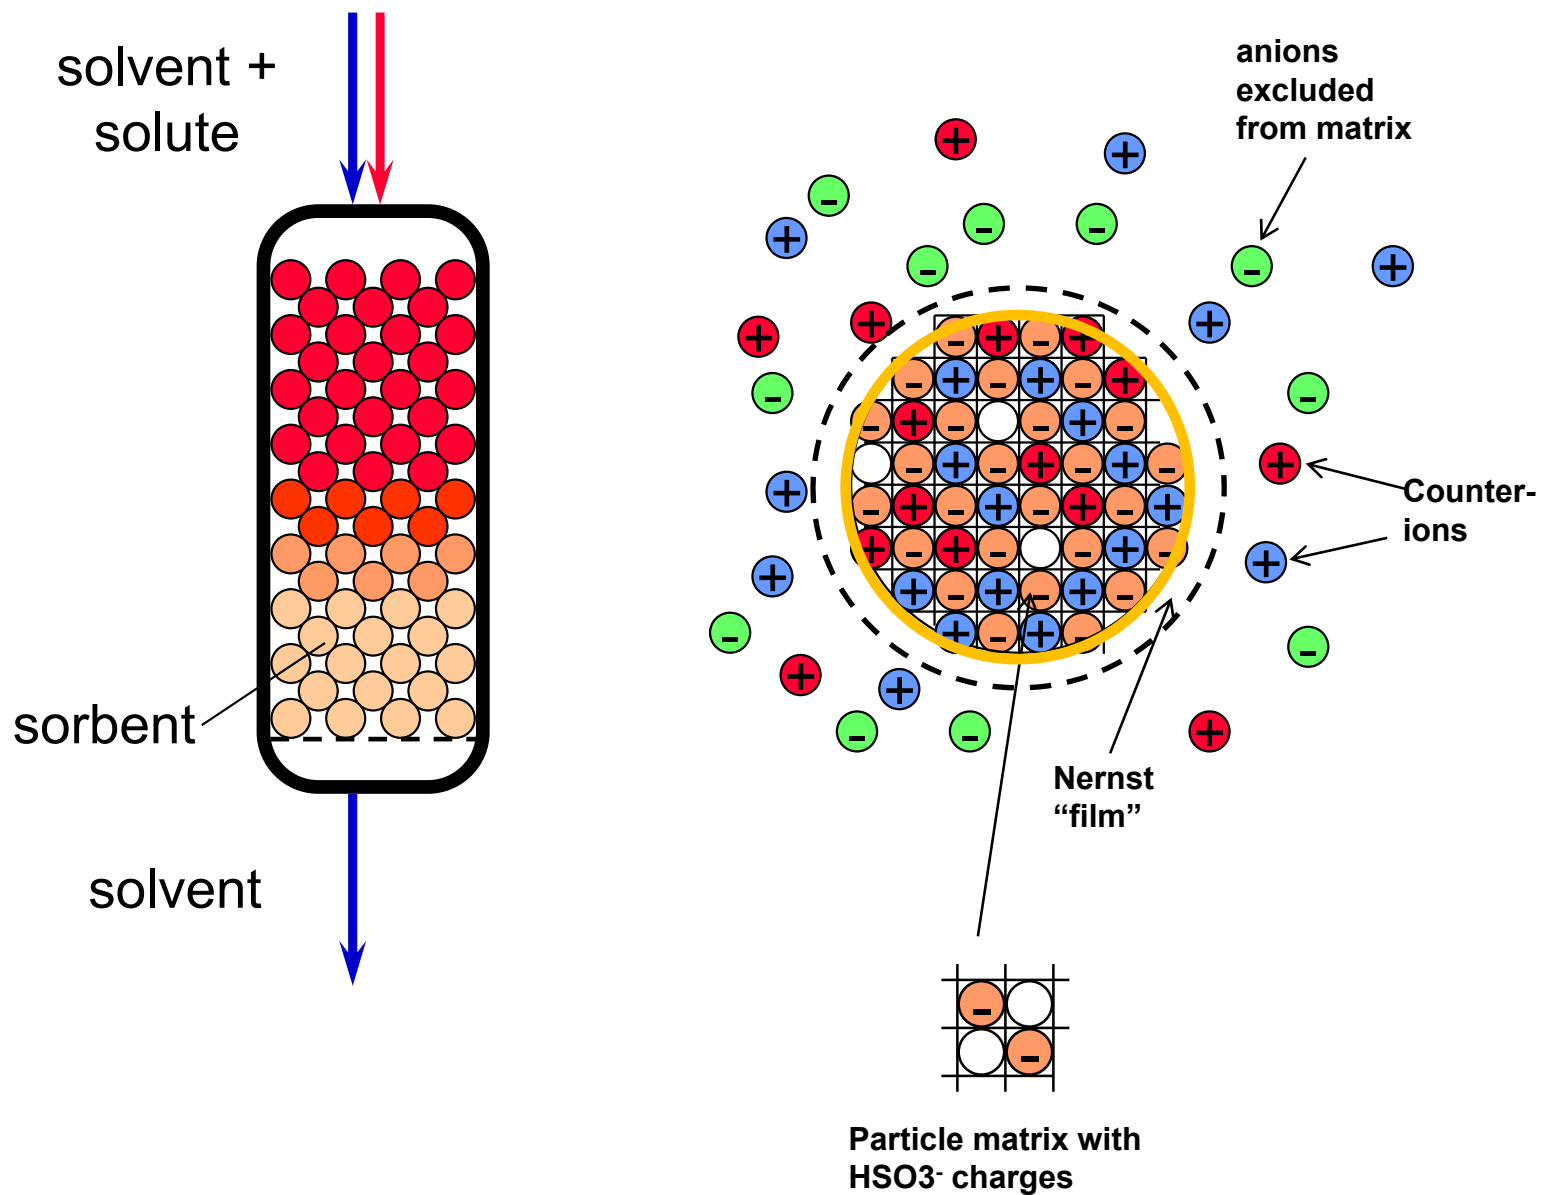 solvent +
solute
sorbent
solvent
anions
excluded
from matrix
Counter-
ions
Nernst
“film”
Particle matrix with
HSO3- charges